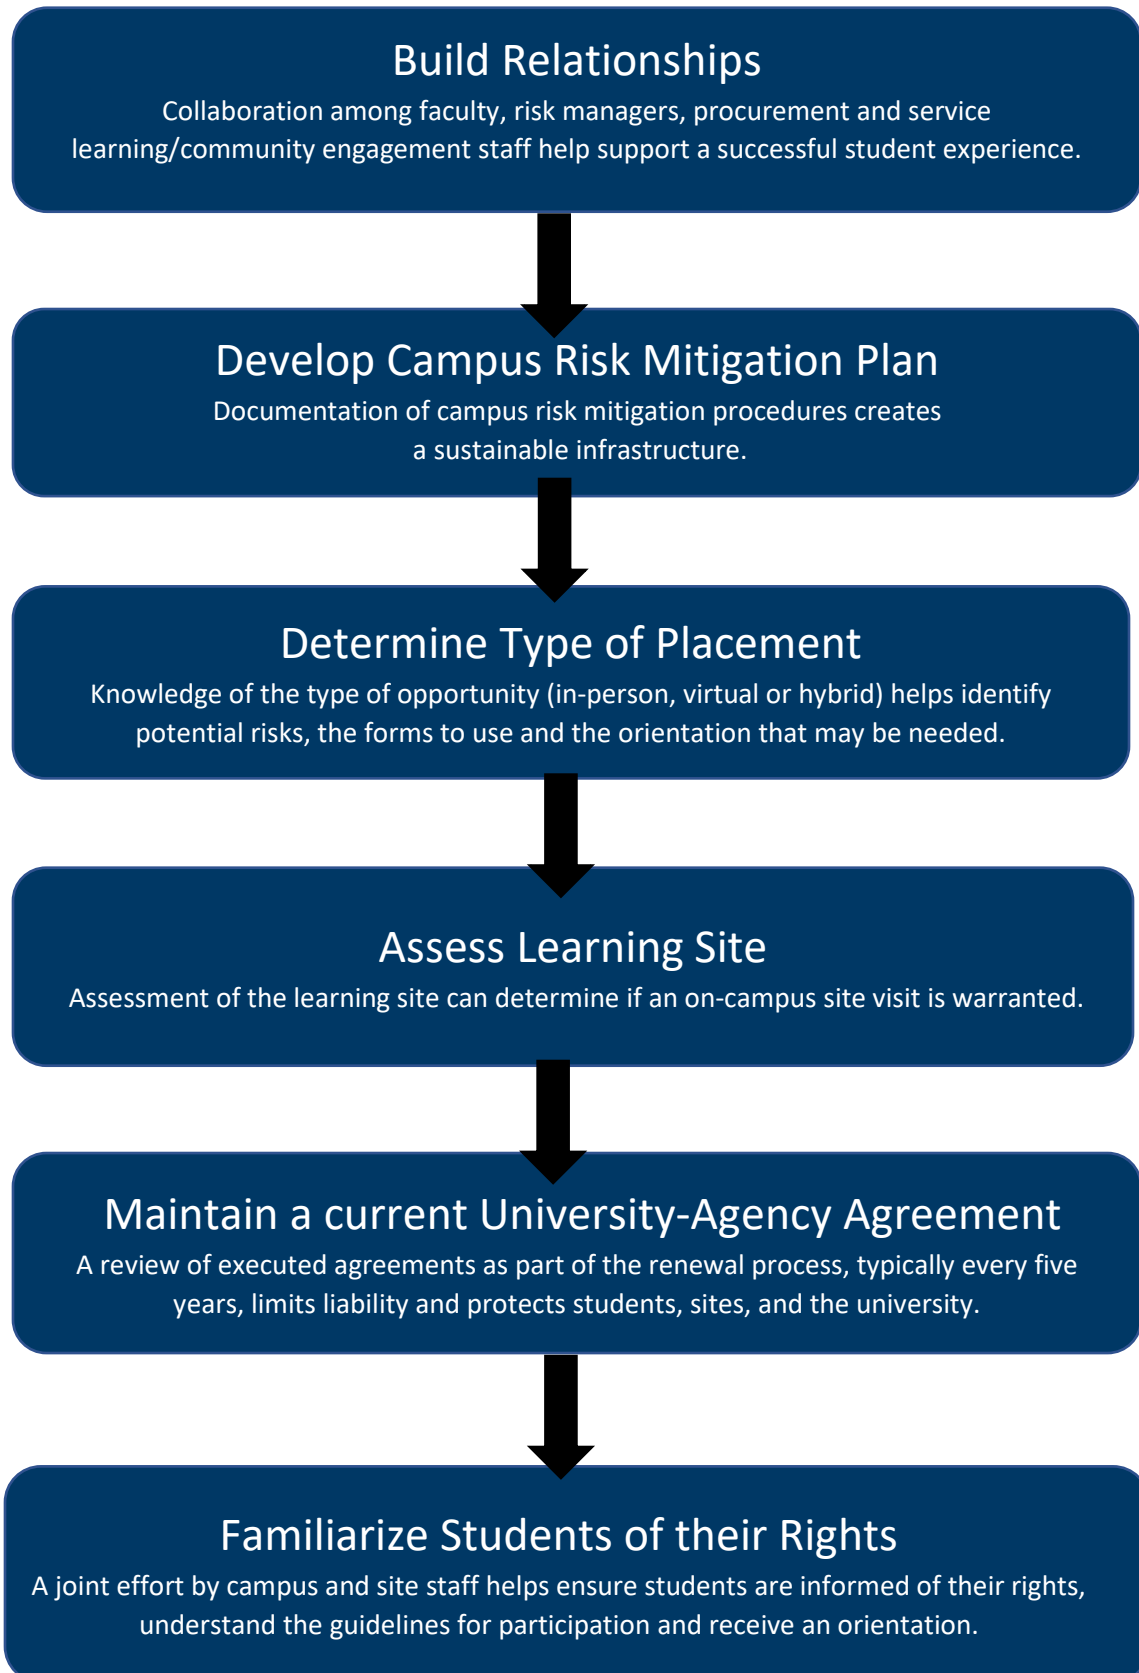 Build Relationships
Collaboration among faculty, risk managers, procurement and service
learning/community engagement staff help support a successful student experience.
Develop Campus Risk Mitigation Plan
Documentation of campus risk mitigation procedures creates
a sustainable infrastructure.
Determine Type of Placement
Knowledge of the type of opportunity (in-person, virtual or hybrid) helps identify
potential risks, the forms to use and the orientation that may be needed.
Assess Learning Site
Assessment of the learning site can determine if an on-campus site visit is warranted.
Maintain a current University-Agency Agreement
A review of executed agreements as part of the renewal process, typically every five
years, limits liability and protects students, sites, and the university.
Familiarize Students of their Rights
A joint effort by campus and site staff helps ensure students are informed of their rights,
understand the guidelines for participation and receive an orientation.